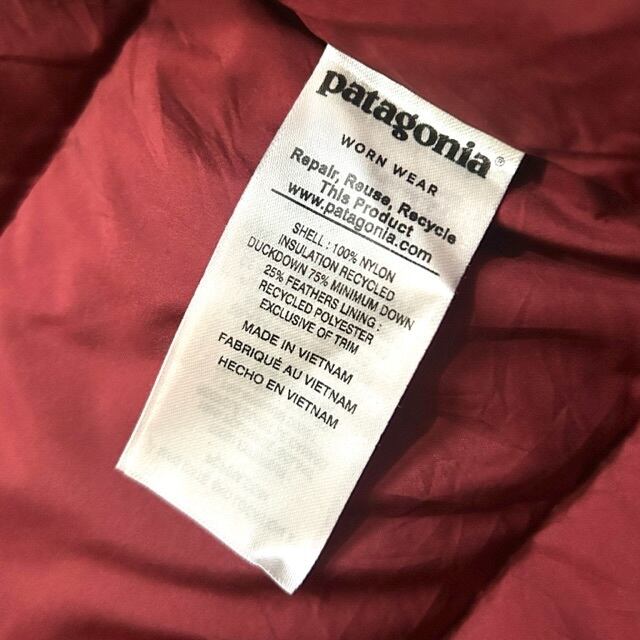 patagonia®
WORN WEAR
Repair, Reuse, Recycle
This Product
www.patagonia.com
SHELL : 100% NYLON
INSULATION RECYCLED
DUCKDOWN 75% MINIMUM DOWN
25% FEATHERS LINING :
RECYCLED POLYESTER
EXCLUSIVE OF TRIM
MADE IN VIETNAM
FABRIQUÉ AU VIETNAM
HECHO EN VIETNAM